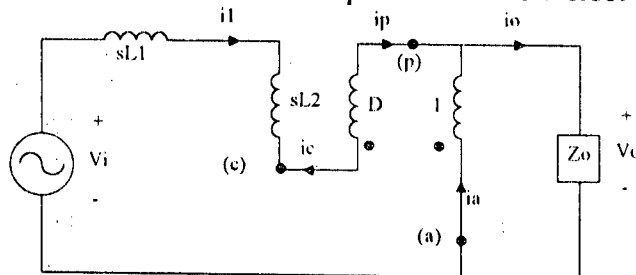 i1
ip
io
sL1
(p)
sL2
D
1
+
Vi
-
(c)
ic
ia
(a)
Zo
+
Vo
-